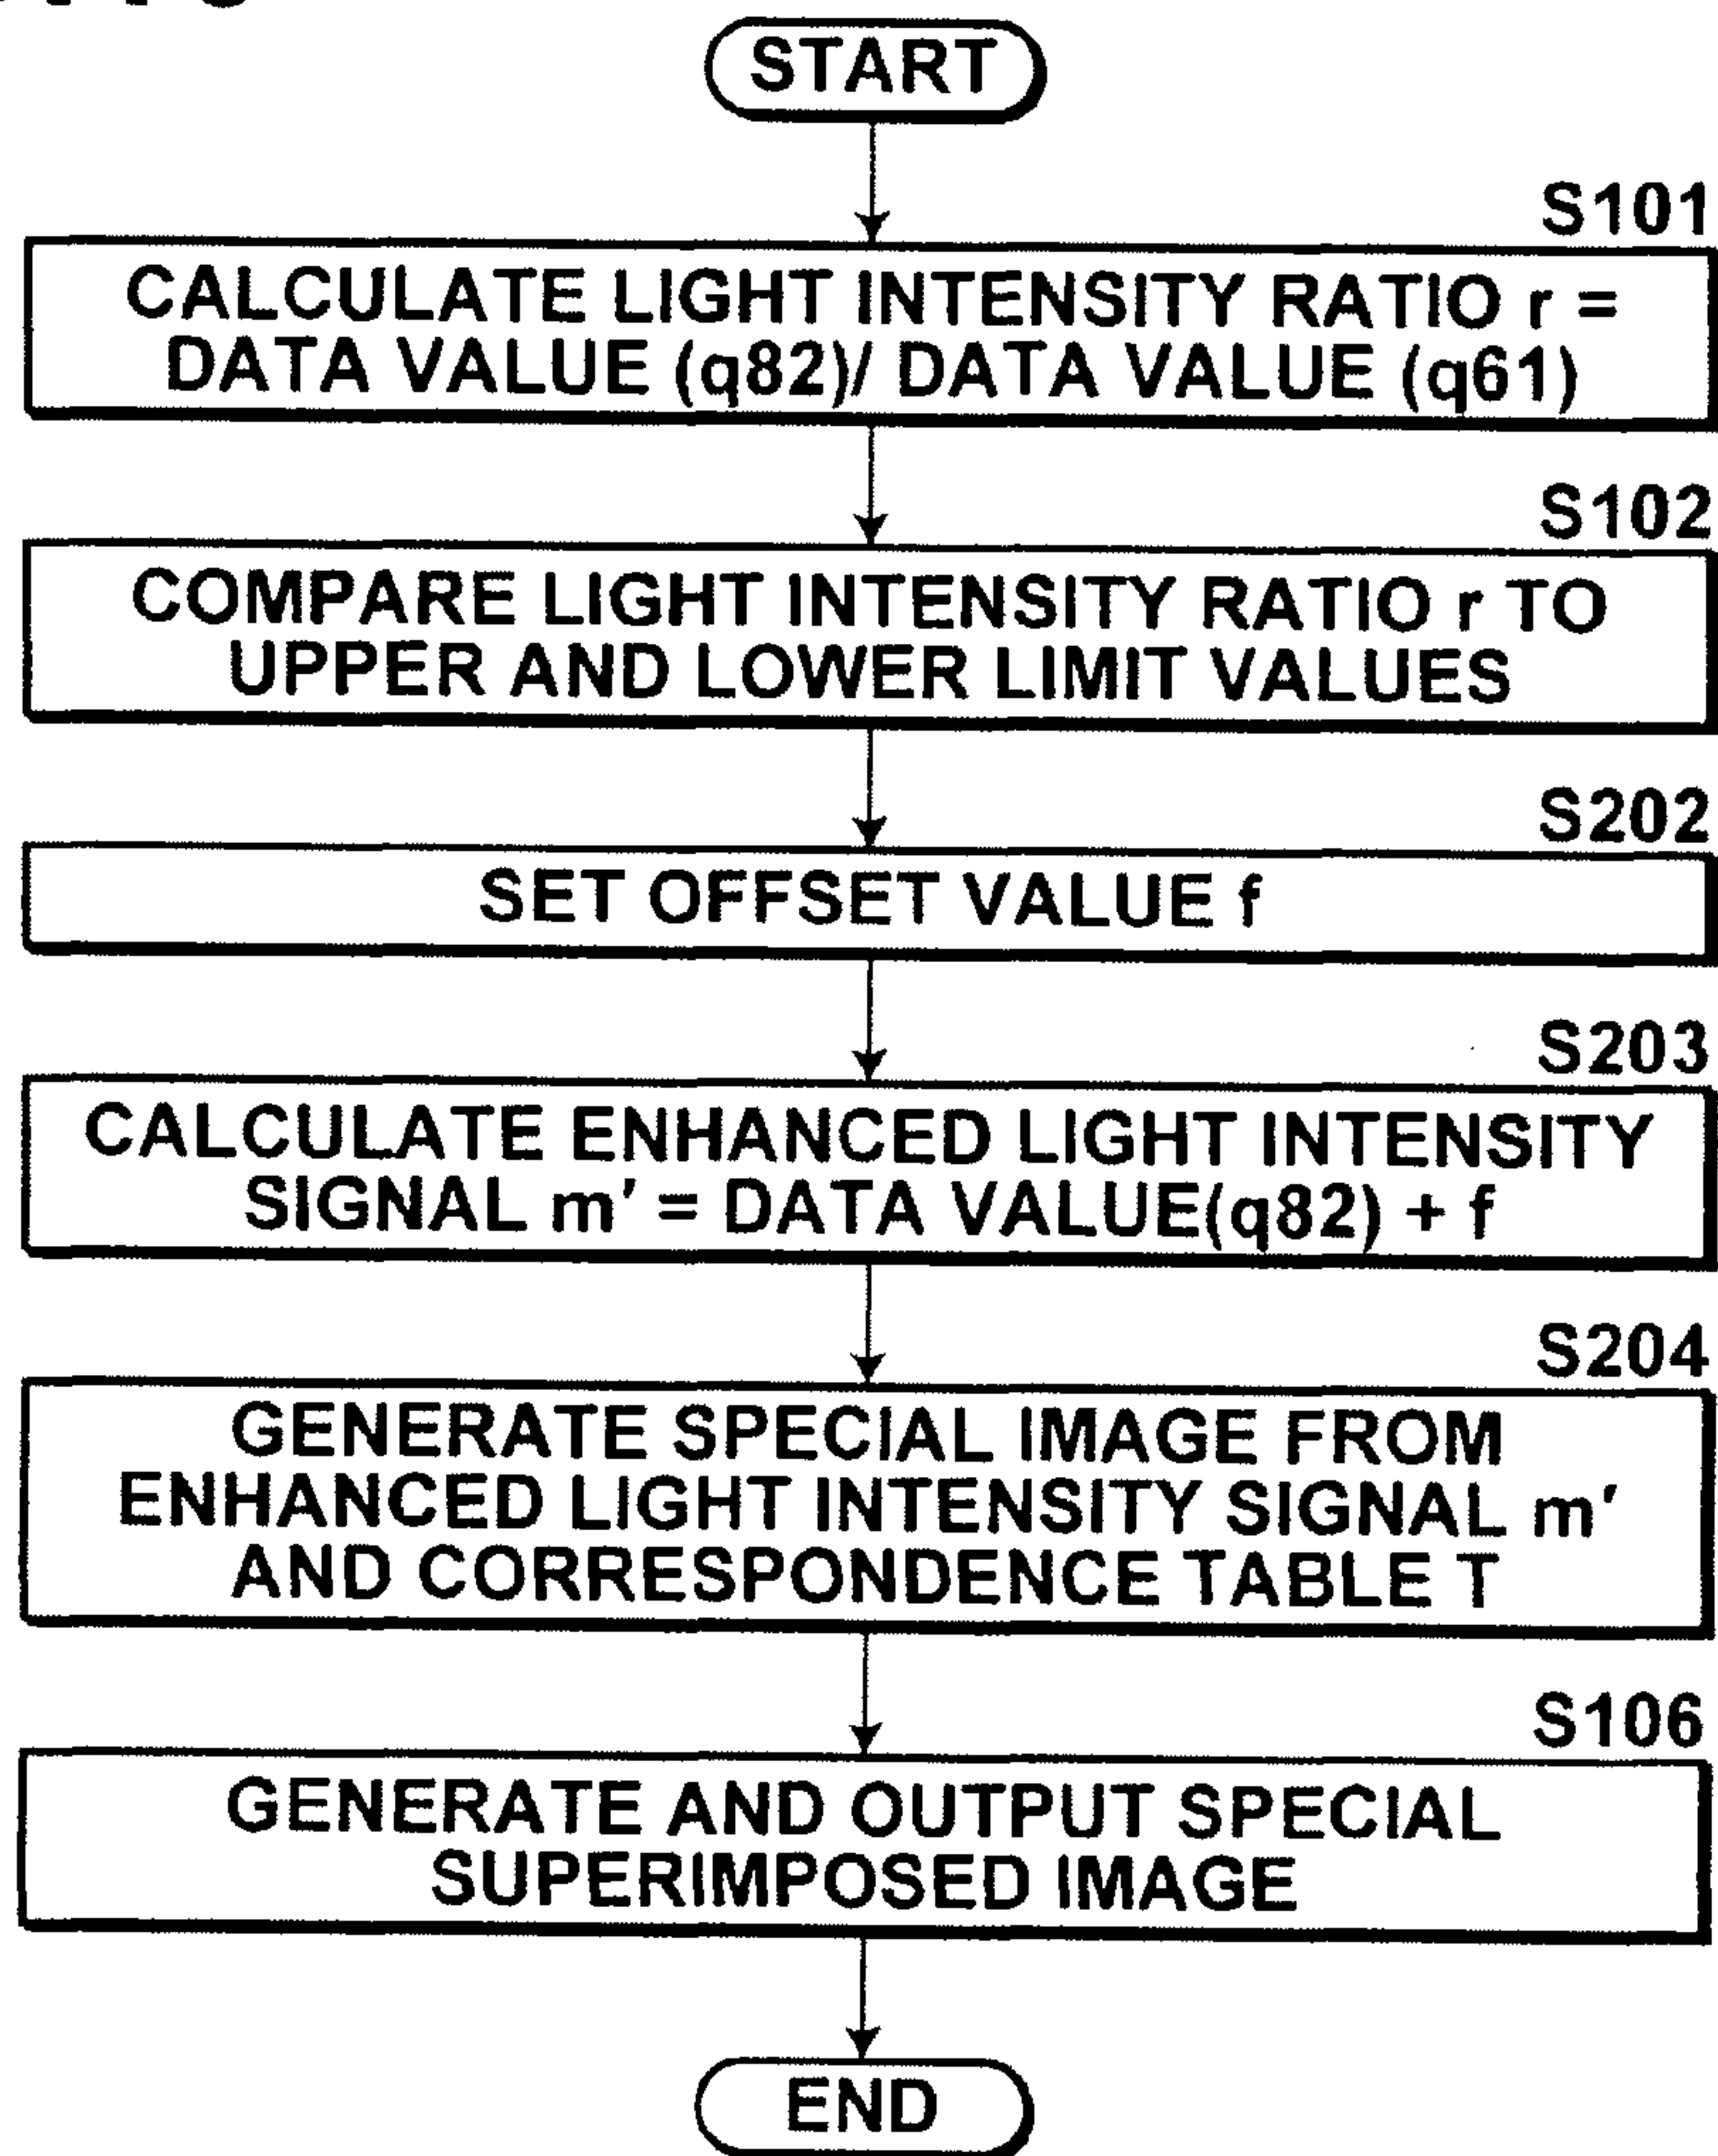 START
S101
CALCULATE LIGHT INTENSITY RATIO r =
DATA VALUE (q82)/ DATA VALUE (q61)
S102
COMPARE LIGHT INTENSITY RATIO r TO
UPPER AND LOWER LIMIT VALUES
S202
SET OFFSET VALUE f
S203
CALCULATE ENHANCED LIGHT INTENSITY
SIGNAL m' = DATA VALUE(q82) + f
S204
GENERATE SPECIAL IMAGE FROM
ENHANCED LIGHT INTENSITY SIGNAL m'
AND CORRESPONDENCE TABLE T
S106
GENERATE AND OUTPUT SPECIAL
SUPERIMPOSED IMAGE
END